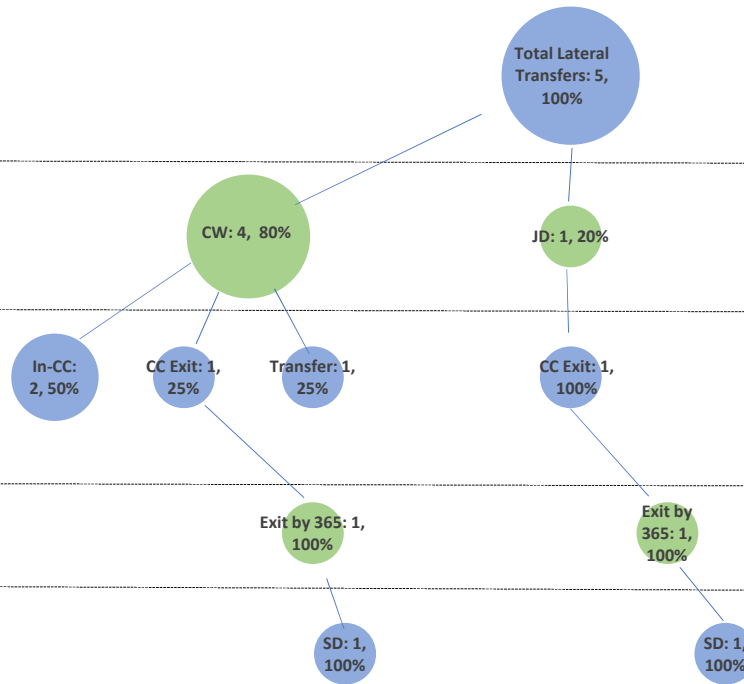 Total Lateral
Transfers: 5,
100%
CW: 4, 80%
JD: 1, 20%
In-CC:
2, 50%
CC Exit: 1,
25%
Transfer: 1,
25%
CC Exit: 1,
100%
Exit by 365: 1,
100%
Exit by
365: 1,
100%
SD: 1,
100%
SD: 1,
100%